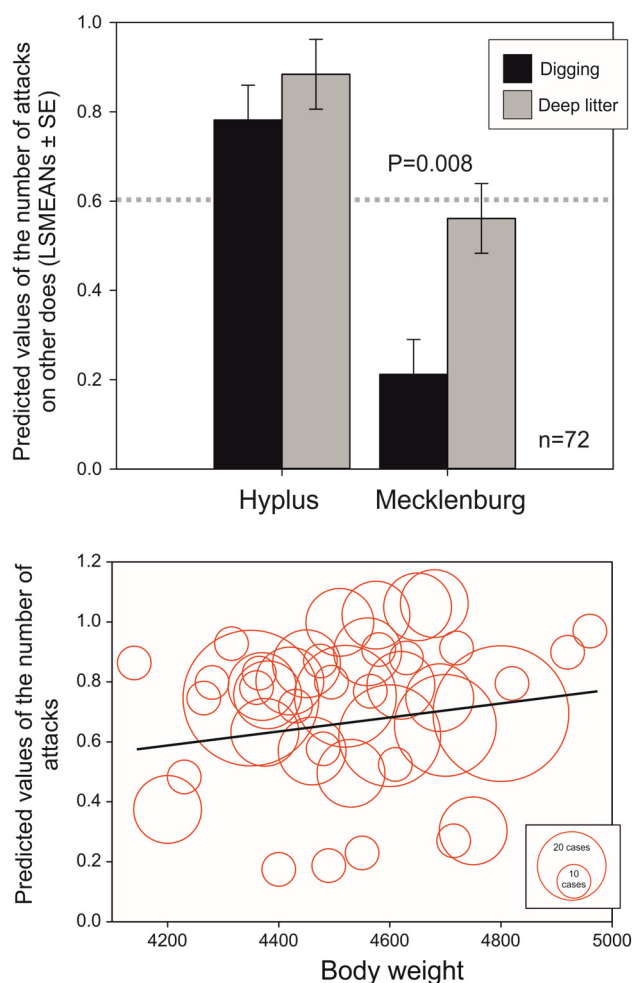 Predicted values of the number of attacks
on other does (LSMEANs ± SE)
1.0
0.8
0.6
0.4
0.2
0.0
Digging
Deep litter
P=0.008
n=72
Hyplus
Mecklenburg
Predicted values of the number of
attacks
1.2
1.0
0.8
0.6
0.4
0.2
0.0
20 cases
10
cases
4200
4400
4600
4800
5000
Body weight